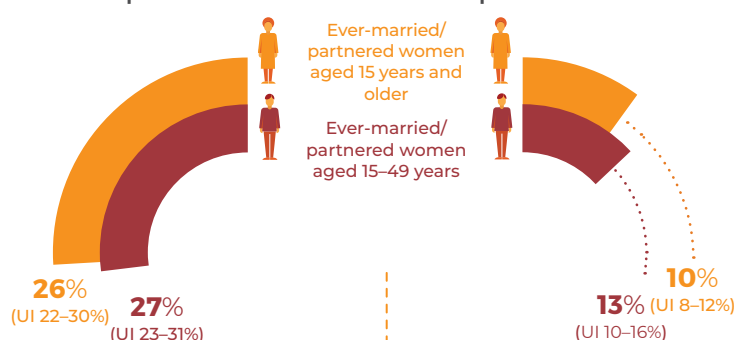 Ever-married/
partnered women
aged 15 years and
older
Ever-married/
partnered women
aged 15–49 years
26%
(UI 22–30%)
27%
(UI 23–31%)
10%
(UI 8–12%)
13%
(UI 10–16%)